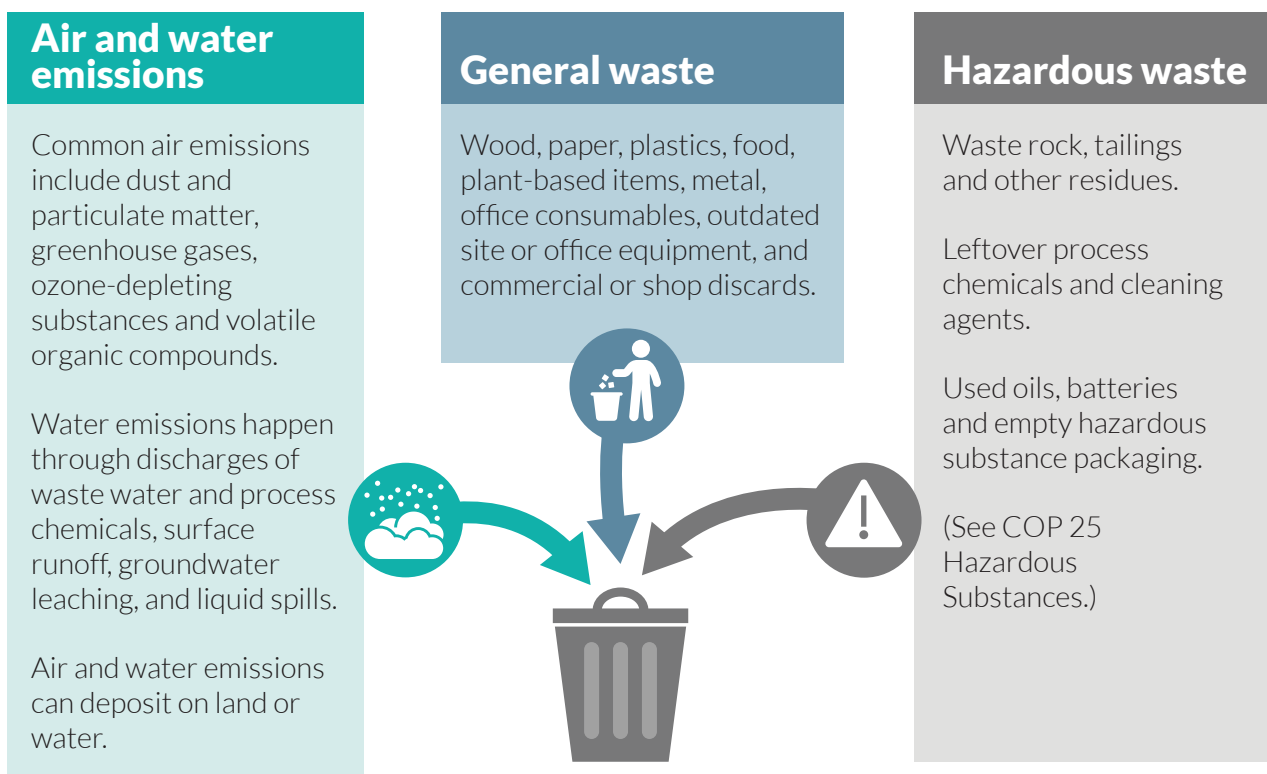 Air and water
emissions
Common air emissions
include dust and
particulate matter,
greenhouse gases,
ozone-depleting
substances and volatile
organic compounds.
Water emissions happen
through discharges of
waste water and process
chemicals, surface
runoff, groundwater
leaching, and liquid spills.
Air and water emissions
can deposit on land or
water.
General waste
Wood, paper, plastics, food,
plant-based items, metal,
office consumables, outdated
site or office equipment, and
commercial or shop discards.
Hazardous waste
Waste rock, tailings
and other residues.
Leftover process
chemicals and cleaning
agents.
Used oils, batteries
and empty hazardous
substance packaging.
(See COP 25
Hazardous
Substances.)